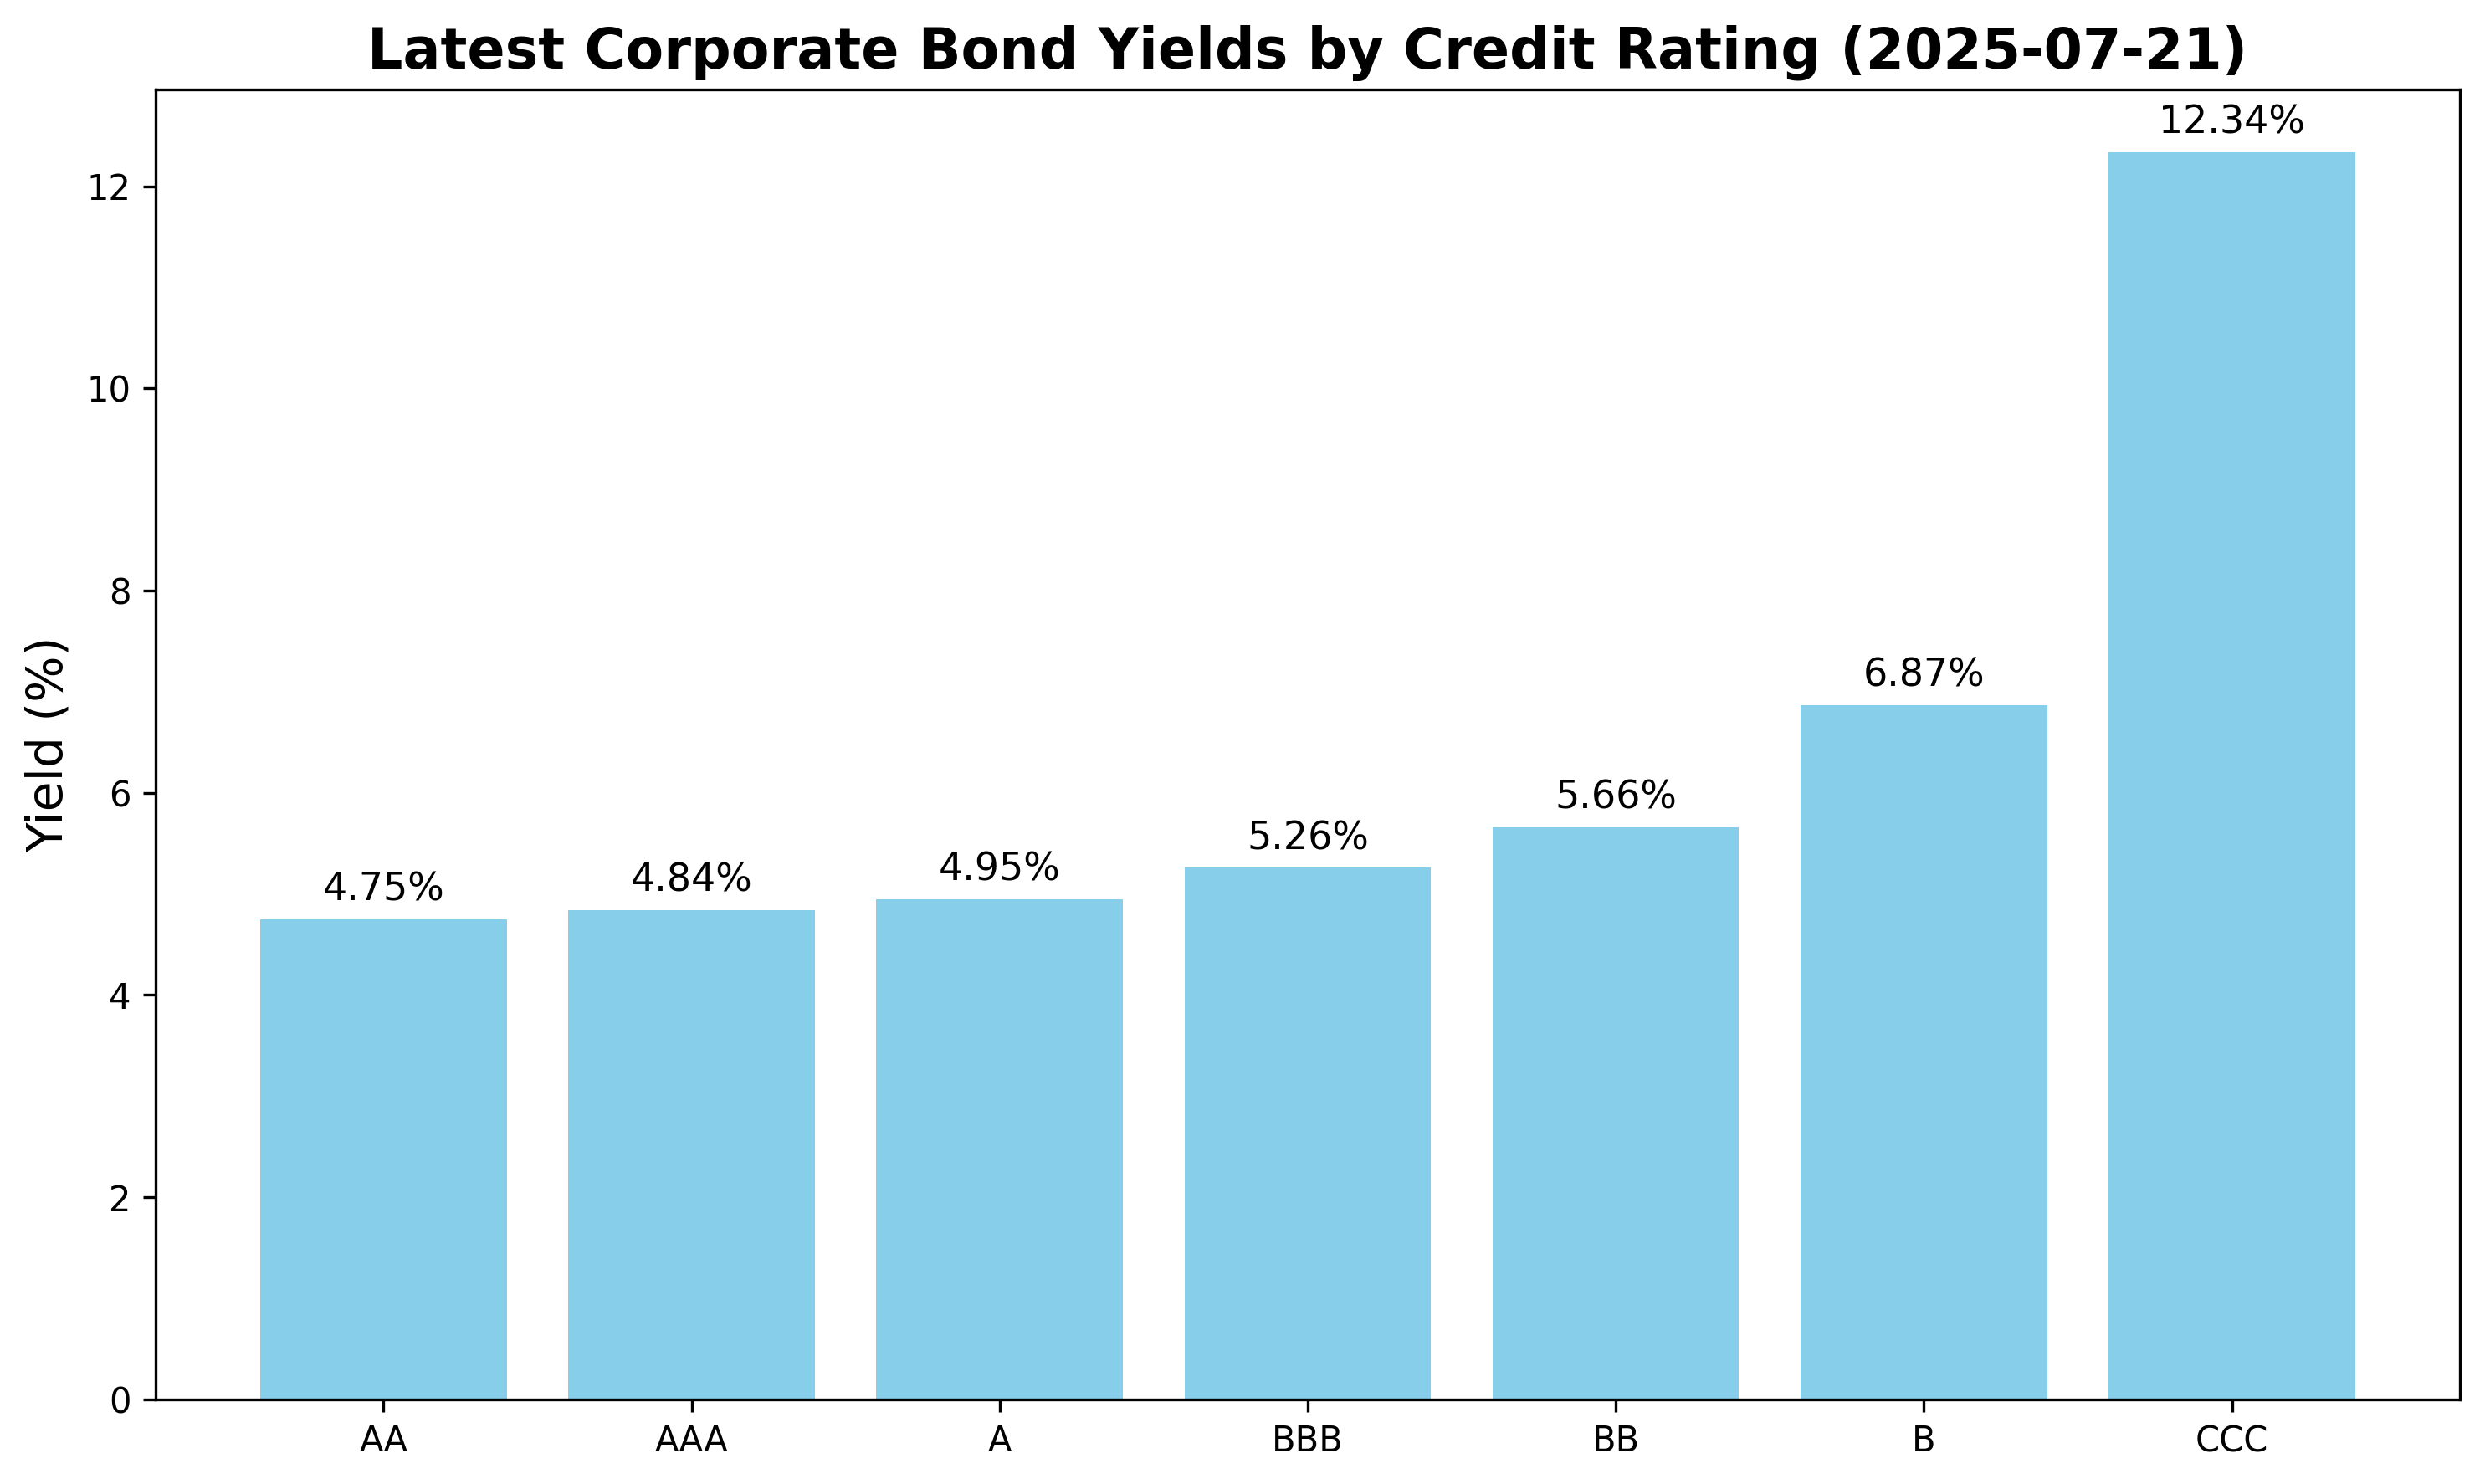 Latest Corporate Bond Yields by Credit Rating (2025-07-21)
Yield (%)
12
10
8
6
4
2
0
4.75%
4.84%
4.95%
5.26%
5.66%
6.87%
12.34%
AA
AAA
A
BBB
BB
B
CCC